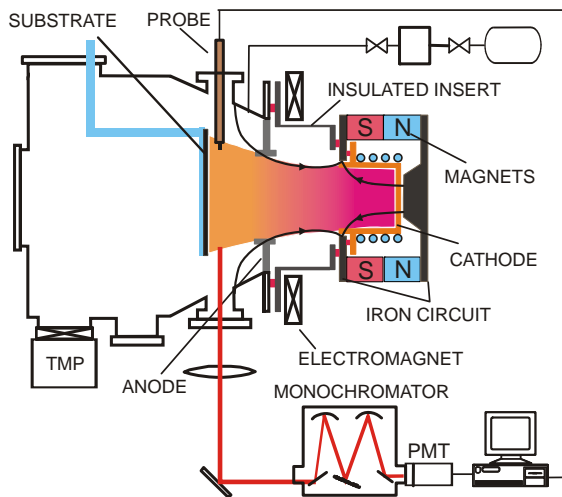 SUBSTRATE
PROBE
INSULATED INSERT
S N
MAGNETS
CATHODE
S N
IRON CIRCUIT
TMP
ANODE
ELECTROMAGNET
MONOCHROMATOR
PMT